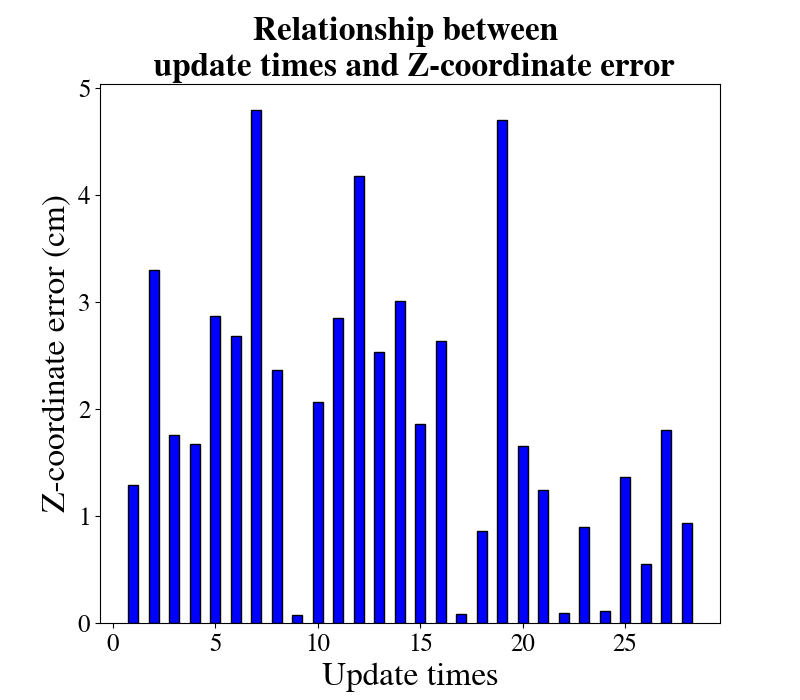 Relationship between
update times and Z-coordinate error
Z-coordinate error (cm)
5
4
3
2
1
0
0 5 10 15 20 25
Update times